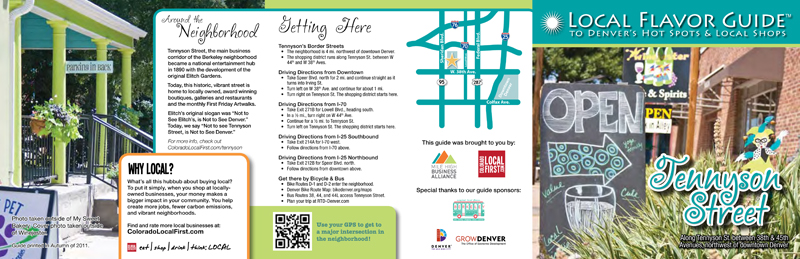 Parking in Back
PET
Photo taken outside of My Sweet
Guide printed in Autumn of 2011.
Around the
Neighborhood
Tennyson Street, the main business
corridor of the Berkeley neighborhood
became a national entertainment hub
in 1890 with the development of the
original Elitch Gardens.
Today, this historic, vibrant street is
home to locally owned, award winning
boutiques, galleries and restaurants
and the monthly First Friday Artwalks.
Elitch's original slogan was "Not to
See Elitch's, is Not to See Denver."
Today, we say "Not to see Tennyson
Street, is Not to See Denver."
For more info, check out
ColoradoLocalFirst.com/tennyson
WHY LOCAL?
What's all this hubbub about buying local?
To put it simply, when you shop at locally-
owned businesses, your money makes a
bigger impact in your community. You help
create more jobs, fewer carbon emissions,
and vibrant neighborhoods.
Find and rate more local businesses at:
ColoradoLocalFirst.com
eat | shop | drink | think LOCAL
Getting Here
Tennyson's Border Streets
• The neighborhood is 4 mi. northwest of downtown Denver.
• The shopping district runs along Tennyson St. between W
44th and W 38th Aves.
Driving Directions from Downtown
• Take Speer Blvd. north for 2 mi. and continue straight as it
turns into Irving St.
• Turn left on W 38th Ave. and continue for about 1 mi.
• Turn right on Tennyson St. The shopping district starts here.
Driving Directions from I-70
• Take Exit 271B for Lowell Blvd., heading south.
• In a ½ mi., turn right on W 44th Ave.
• Continue for a ½ mi. to Tennyson St.
• Turn left on Tennyson St. The shopping district starts here.
Driving Directions from I-25 Southbound
• Take Exit 214A for I-70 west.
• Follow directions from I-70 above.
Driving Directions from I-25 Northbound
• Take Exit 212B for Speer Blvd. north.
• Follow directions from downtown above.
Get there by Bicycle & Bus
• Bike Routes D-1 and D-2 enter the neighborhood.
• Denver Bike Route Map: bikedenver.org/maps
• Bus Routes 38, 44, and 44L access Tennyson Street.
• Plan your trip at RTD-Denver.com
Use your GPS to get to
a major intersection in
the neighborhood!
Sheridan Blvd.
Federal Blvd.
W. 38th Ave.
95
287
Colfax Ave.
This guide was brought to you by:
MILE HIGH
BUSINESS
ALLIANCE
LOCAL
FIRST
Special thanks to our guide sponsors:
DENVER
GROWDENVER
The Office of Economic Development
LOCAL FLAVOR GUIDE™
TO DENVER'S HOT SPOTS & LOCAL SHOPS
& Spirits
OPEN
OPEN
Cake
Tennyson
Street
Along Tennyson St between 38th & 45th
Avenues, northwest of downtown Denver